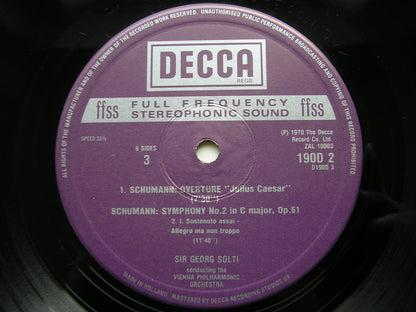 ALL RIGHTS OF THE MANUFACTURER AND OF THE OWNER OF THE RECORDED WORK RESERVED. UNAUTHORISED PUBLIC PERFORMANCE BROADCASTING AND COPYING OF THIS RECORD PROHIBITED
DECCA
REGD
ffss FULL FREQUENCY ffss
STEREOPHONIC SOUND
SPEED 33⅓
6 SIDES
3
(P) 1970 The Decca
Record Co. Ltd.
ZAL 10003
190D 2
D190D 3
1. SCHUMANN: OVERTURE "Julius Caesar"
(7'30")
SCHUMANN: SYMPHONY No.2 in C major, Op.61
2. I. Sostenuto assai -
Allegro ma non troppo
(11'40")
SIR GEORG SOLTI
conducting the
VIENNA PHILHARMONIC
ORCHESTRA
MADE IN HOLLAND. MASTERED BY DECCA RECORDING STUDIOS